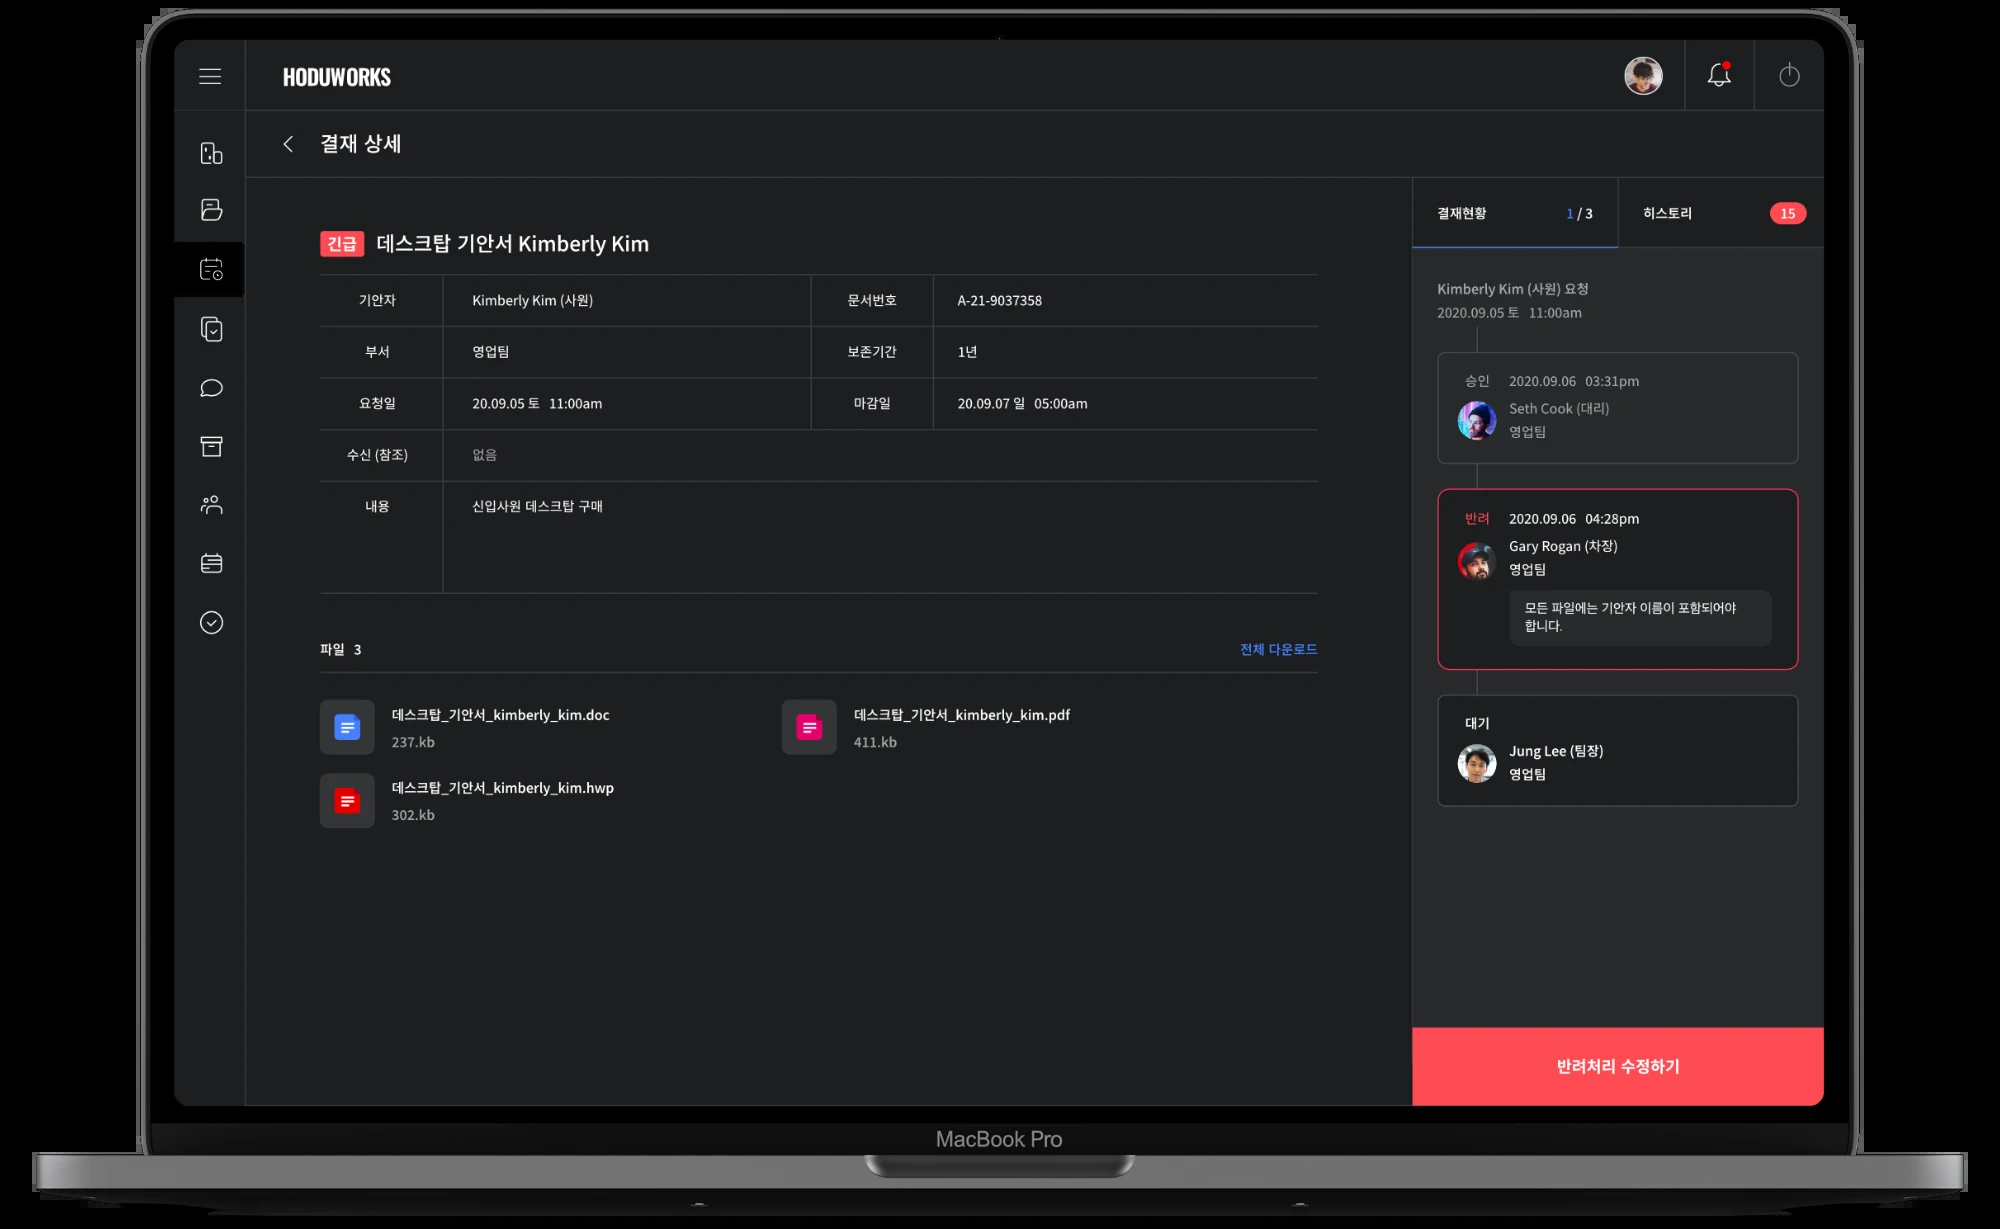 HODUWORKS
결재 상세
긴급 데스크탑 기안서 Kimberly Kim
기안자 Kimberly Kim (사원) 문서번호 A-21-9037358
부서 영업팀 보존기간 1년
요청일 20.09.05 토 11:00am 마감일 20.09.07 일 05:00am
수신 (참조) 없음
내용 신입사원 데스크탑 구매
파일 3 전체 다운로드
데스크탑_기안서_kimberly_kim.doc
237.kb
데스크탑_기안서_kimberly_kim.pdf
411.kb
데스크탑_기안서_kimberly_kim.hwp
302.kb
결재현황 1 / 3 히스토리 15
Kimberly Kim (사원) 요청
2020.09.05 토 11:00am
승인 2020.09.06 03:31pm
Seth Cook (대리)
영업팀
반려 2020.09.06 04:28pm
Gary Rogan (차장)
영업팀
모든 파일에는 기안자 이름이 포함되어야
합니다.
대기
Jung Lee (팀장)
영업팀
반려처리 수정하기
MacBook Pro